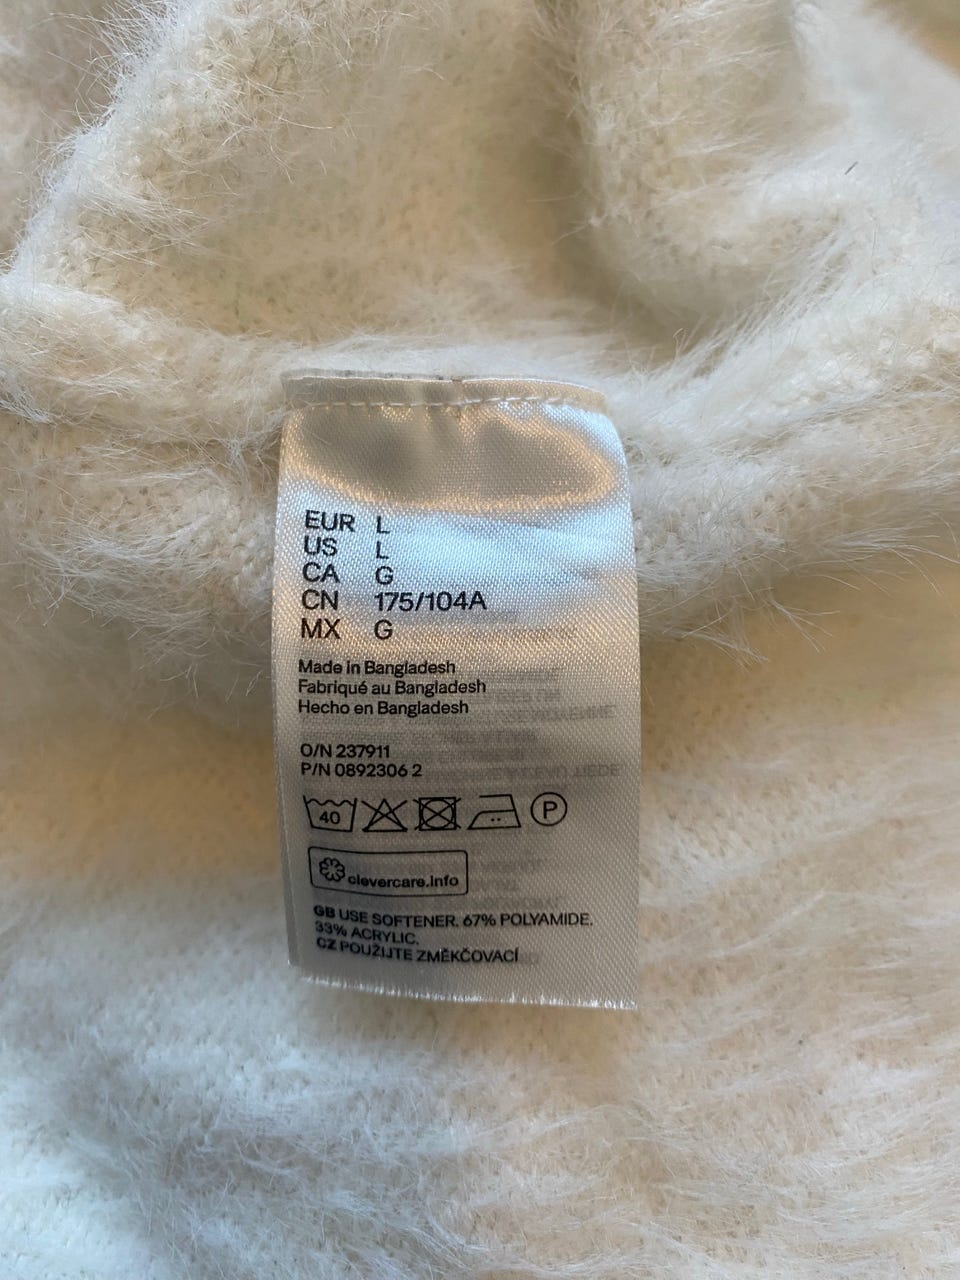 EUR L
US L
CA G
CN 175/104A
MX G
Made in Bangladesh
Fabriqué au Bangladesh
Hecho en Bangladesh
O/N 237911
P/N 0892306 2
40 P
clevercare.info
GB USE SOFTENER. 67% POLYAMIDE.
33% ACRYLIC.
CZ POUŽIJTE ZMĚKČOVACÍ